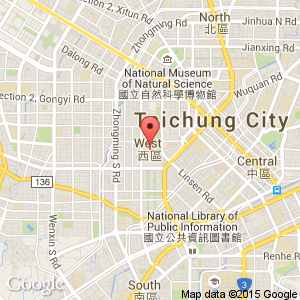 North
北區
Section 2, Xitun Rd
Jinhua N Rd
Dalong Rd
Zhongming Rd
Jianxing Rd
National Museum
of Natural Science
國立自然科學博物館
Section 2, Gongyi Rd
Wuquan Rd
Taichung City
West
西區
Zhongming S Rd
Central
中區
Linsen Rd
136
National Library of
Public Information
國立公共資訊圖書館
Wenxin S Rd
Renhe Rd
South
南區
3
Map data ©2015 Google